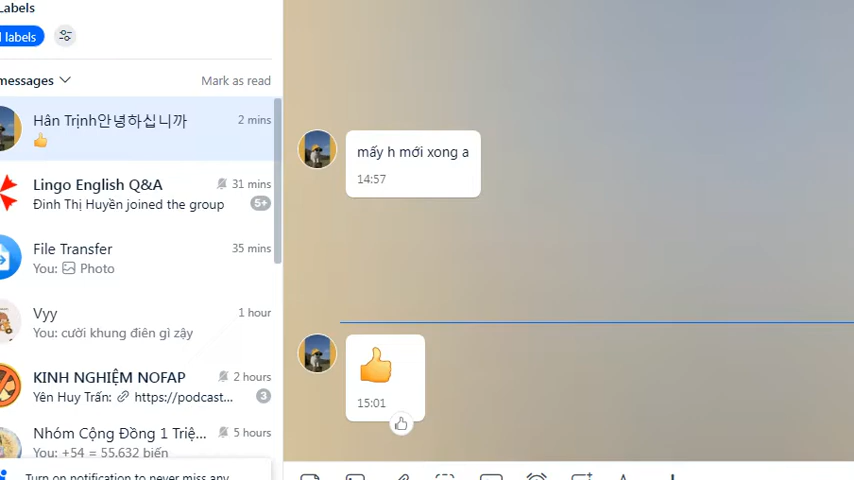 Labels
labels
messages
Mark as read
Hân Trịnh안녕하십니까
2 mins
Lingo English Q&A
31 mins
Đinh Thị Huyền joined the group
5+
File Transfer
35 mins
You: Photo
Vyy
1 hour
You: cười khung điên gì zậy
KINH NGHIỆM NOFAP
2 hours
Yên Huy Trấn: https://podcast...
3
Nhóm Cộng Đồng 1 Triệ...
5 hours
You: +54 = 55.632 biến
Turn on notification to never miss any
mấy h mới xong a
14:57
15:01